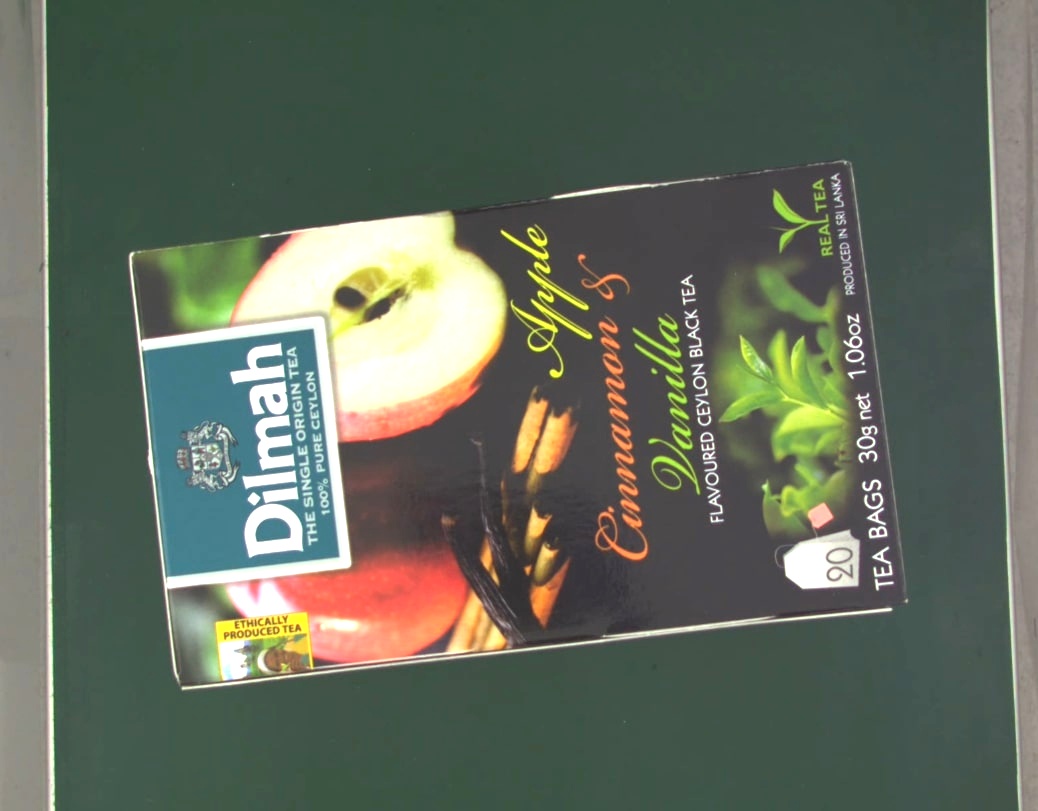 Dilmah
THE SINGLE ORIGIN TEA
100% PURE CEYLON
ETHICALLY
PRODUCED TEA
Apple
Cinnamon &
Vanilla
FLAVOURED CEYLON BLACK TEA
REAL TEA
PRODUCED IN SRI LANKA
20
TEA BAGS 30g net 1.06oz